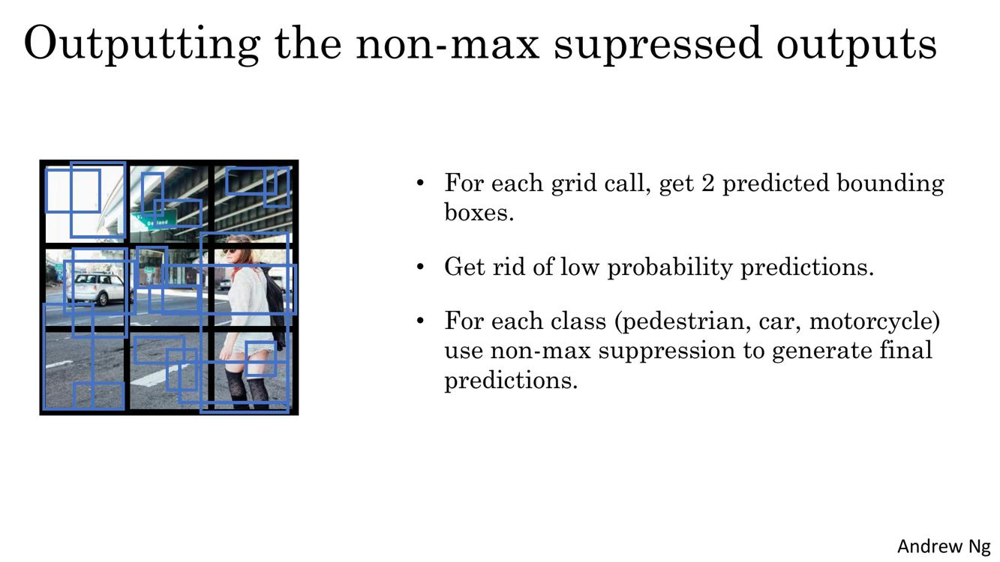 Outputting the non-max supressed outputs
• For each grid call, get 2 predicted bounding
boxes.
• Get rid of low probability predictions.
• For each class (pedestrian, car, motorcycle)
use non-max suppression to generate final
predictions.
Oakland
Andrew Ng